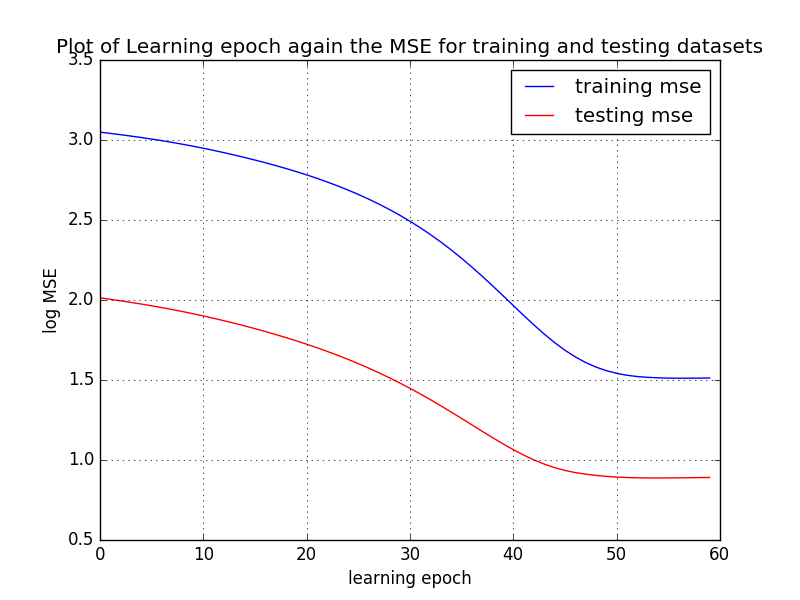 Plot of Learning epoch again the MSE for training and testing datasets
3.5
training mse
testing mse
3.0
2.5
2.0
1.5
1.0
0.5
log MSE
0 10 20 30 40 50 60
learning epoch